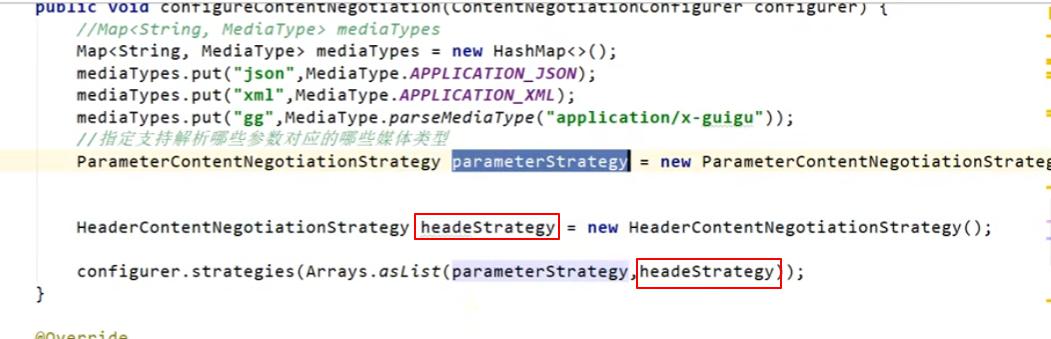 public void configureContentNegotiation(ContentNegotiationConfigurer configurer) {
//Map<String, MediaType> mediaTypes
Map<String, MediaType> mediaTypes = new HashMap<>();
mediaTypes.put("json",MediaType.APPLICATION_JSON);
mediaTypes.put("xml",MediaType.APPLICATION_XML);
mediaTypes.put("gg",MediaType.parseMediaType("application/x-guigu"));
//指定支持解析哪些参数对应的哪些媒体类型
ParameterContentNegotiationStrategy parameterStrategy = new ParameterContentNegotiationStrateg
HeaderContentNegotiationStrategy headeStrategy = new HeaderContentNegotiationStrategy();
configurer.strategies(Arrays.asList(parameterStrategy,headeStrategy));
}
@Override